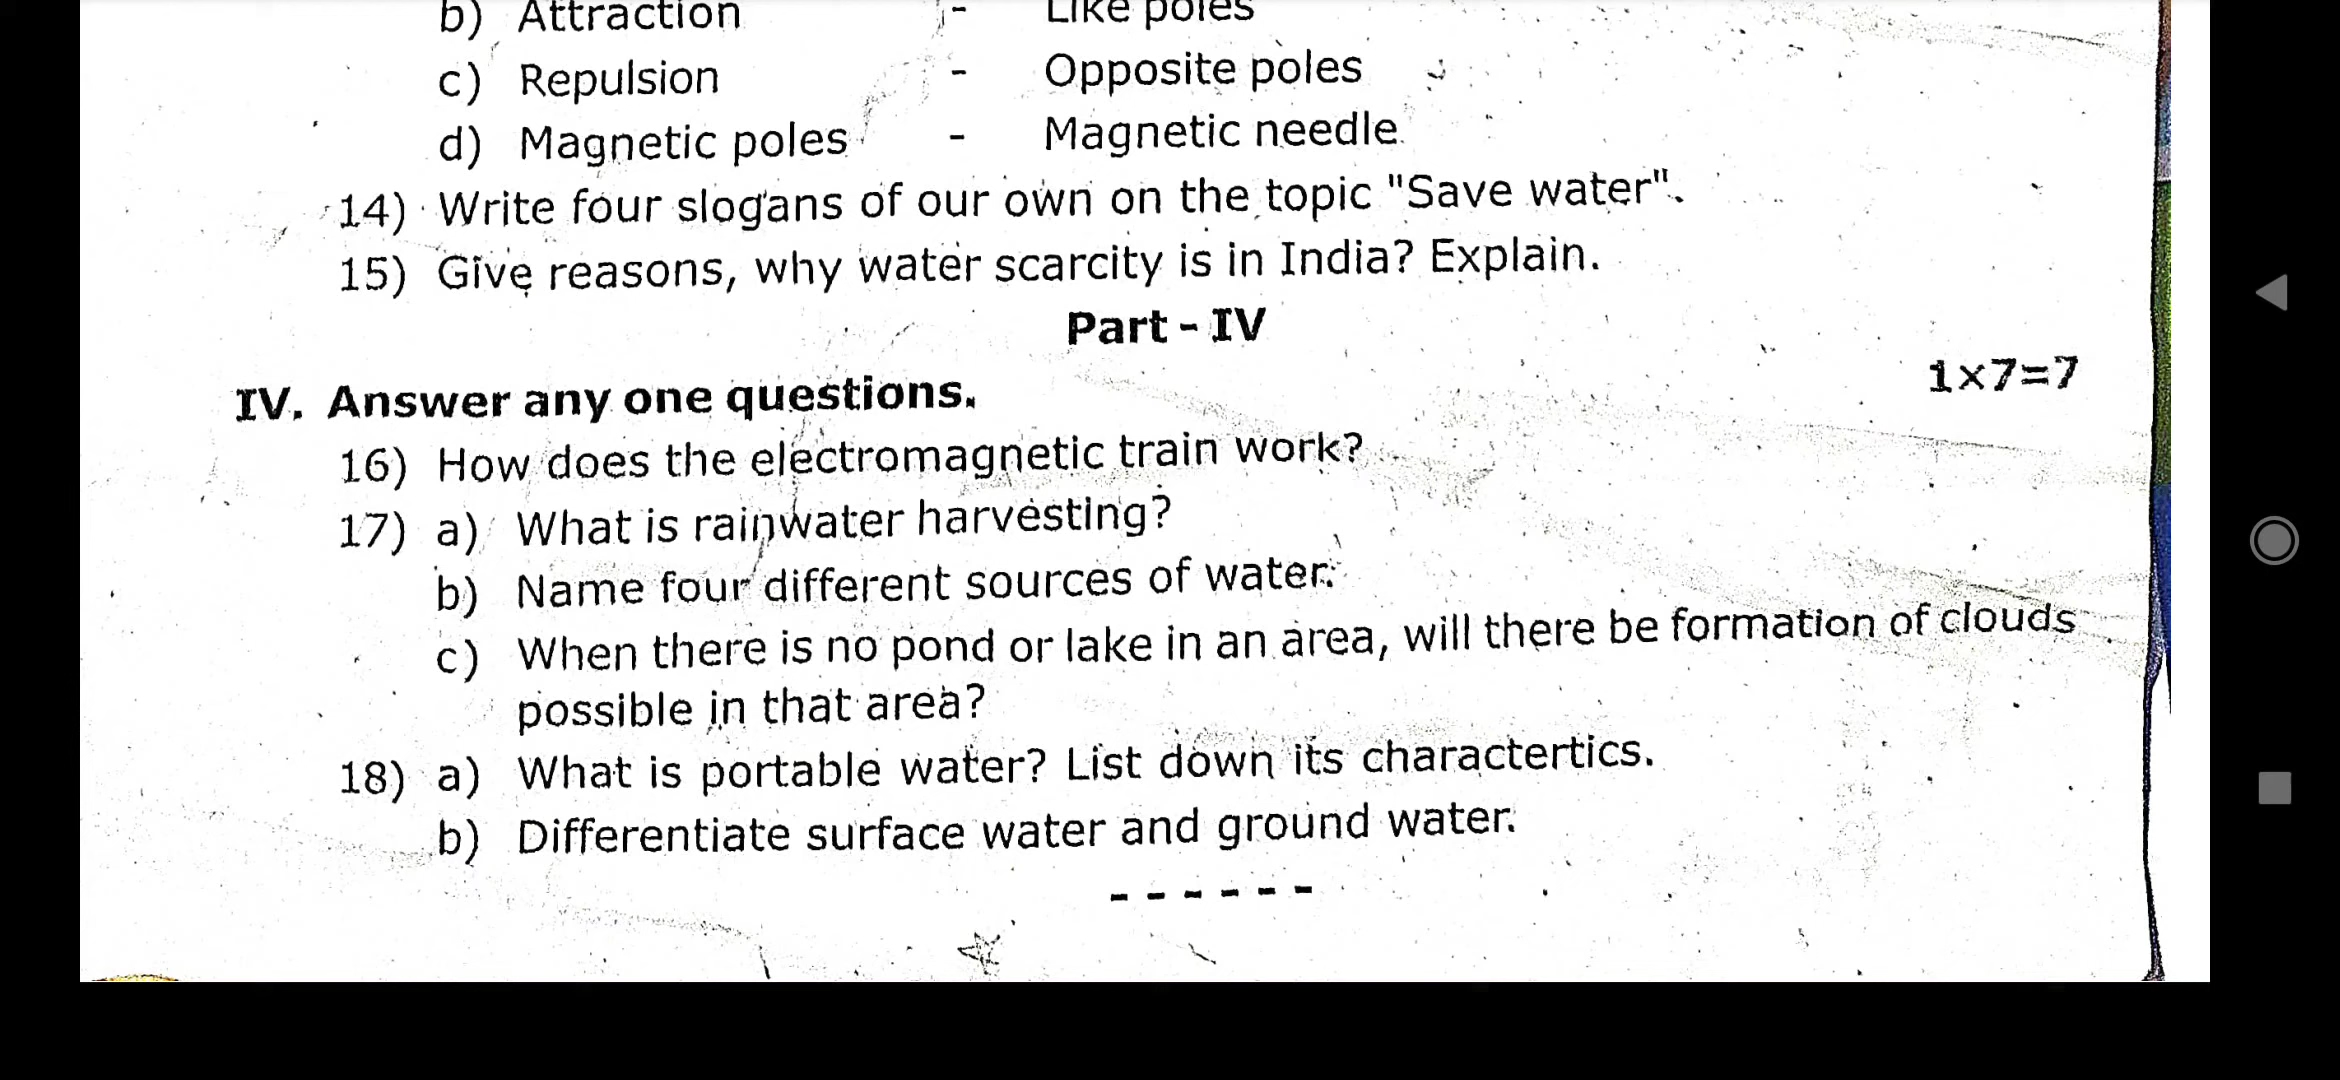 b) Attraction - Like poles
c) Repulsion - Opposite poles
d) Magnetic poles - Magnetic needle.
14) Write four slogans of our own on the topic "Save water".
15) Give reasons, why water scarcity is in India? Explain.
Part - IV
1×7=7
IV. Answer any one questions.
16) How does the electromagnetic train work?
17) a) What is rainwater harvesting?
b) Name four different sources of water.
c) When there is no pond or lake in an area, will there be formation of clouds
possible in that area?
18) a) What is portable water? List down its charactertics.
b) Differentiate surface water and ground water.
------